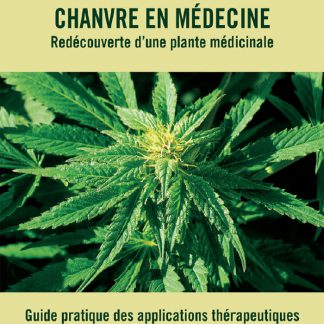 CHANVRE EN MÉDECINE
Redécouverte d'une plante médicinale
Guide pratique des applications thérapeutiques